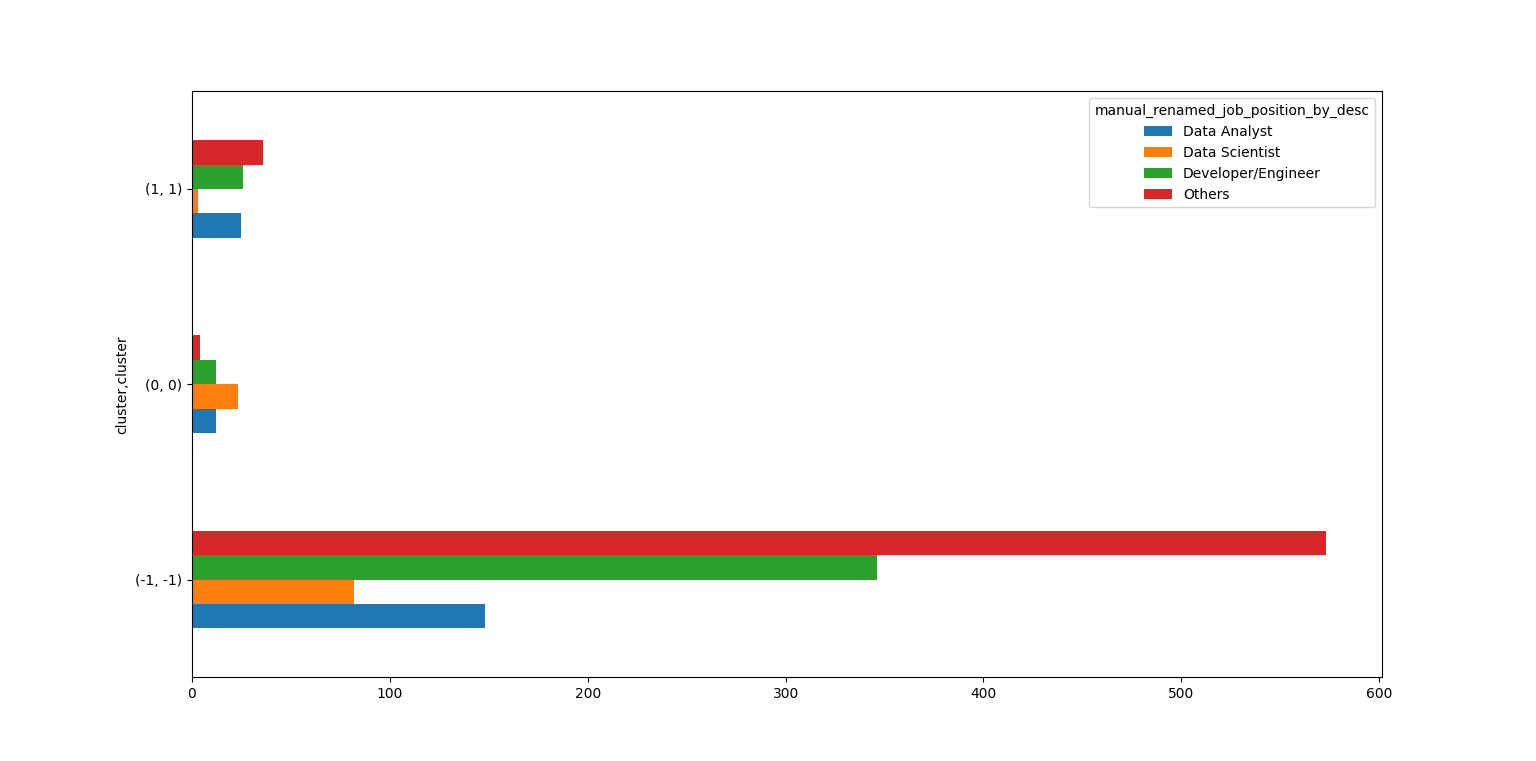 manual_renamed_job_position_by_desc
Data Analyst
Data Scientist
Developer/Engineer
Others
cluster,cluster
(1, 1)
(0, 0)
(-1, -1)
0 100 200 300 400 500 600